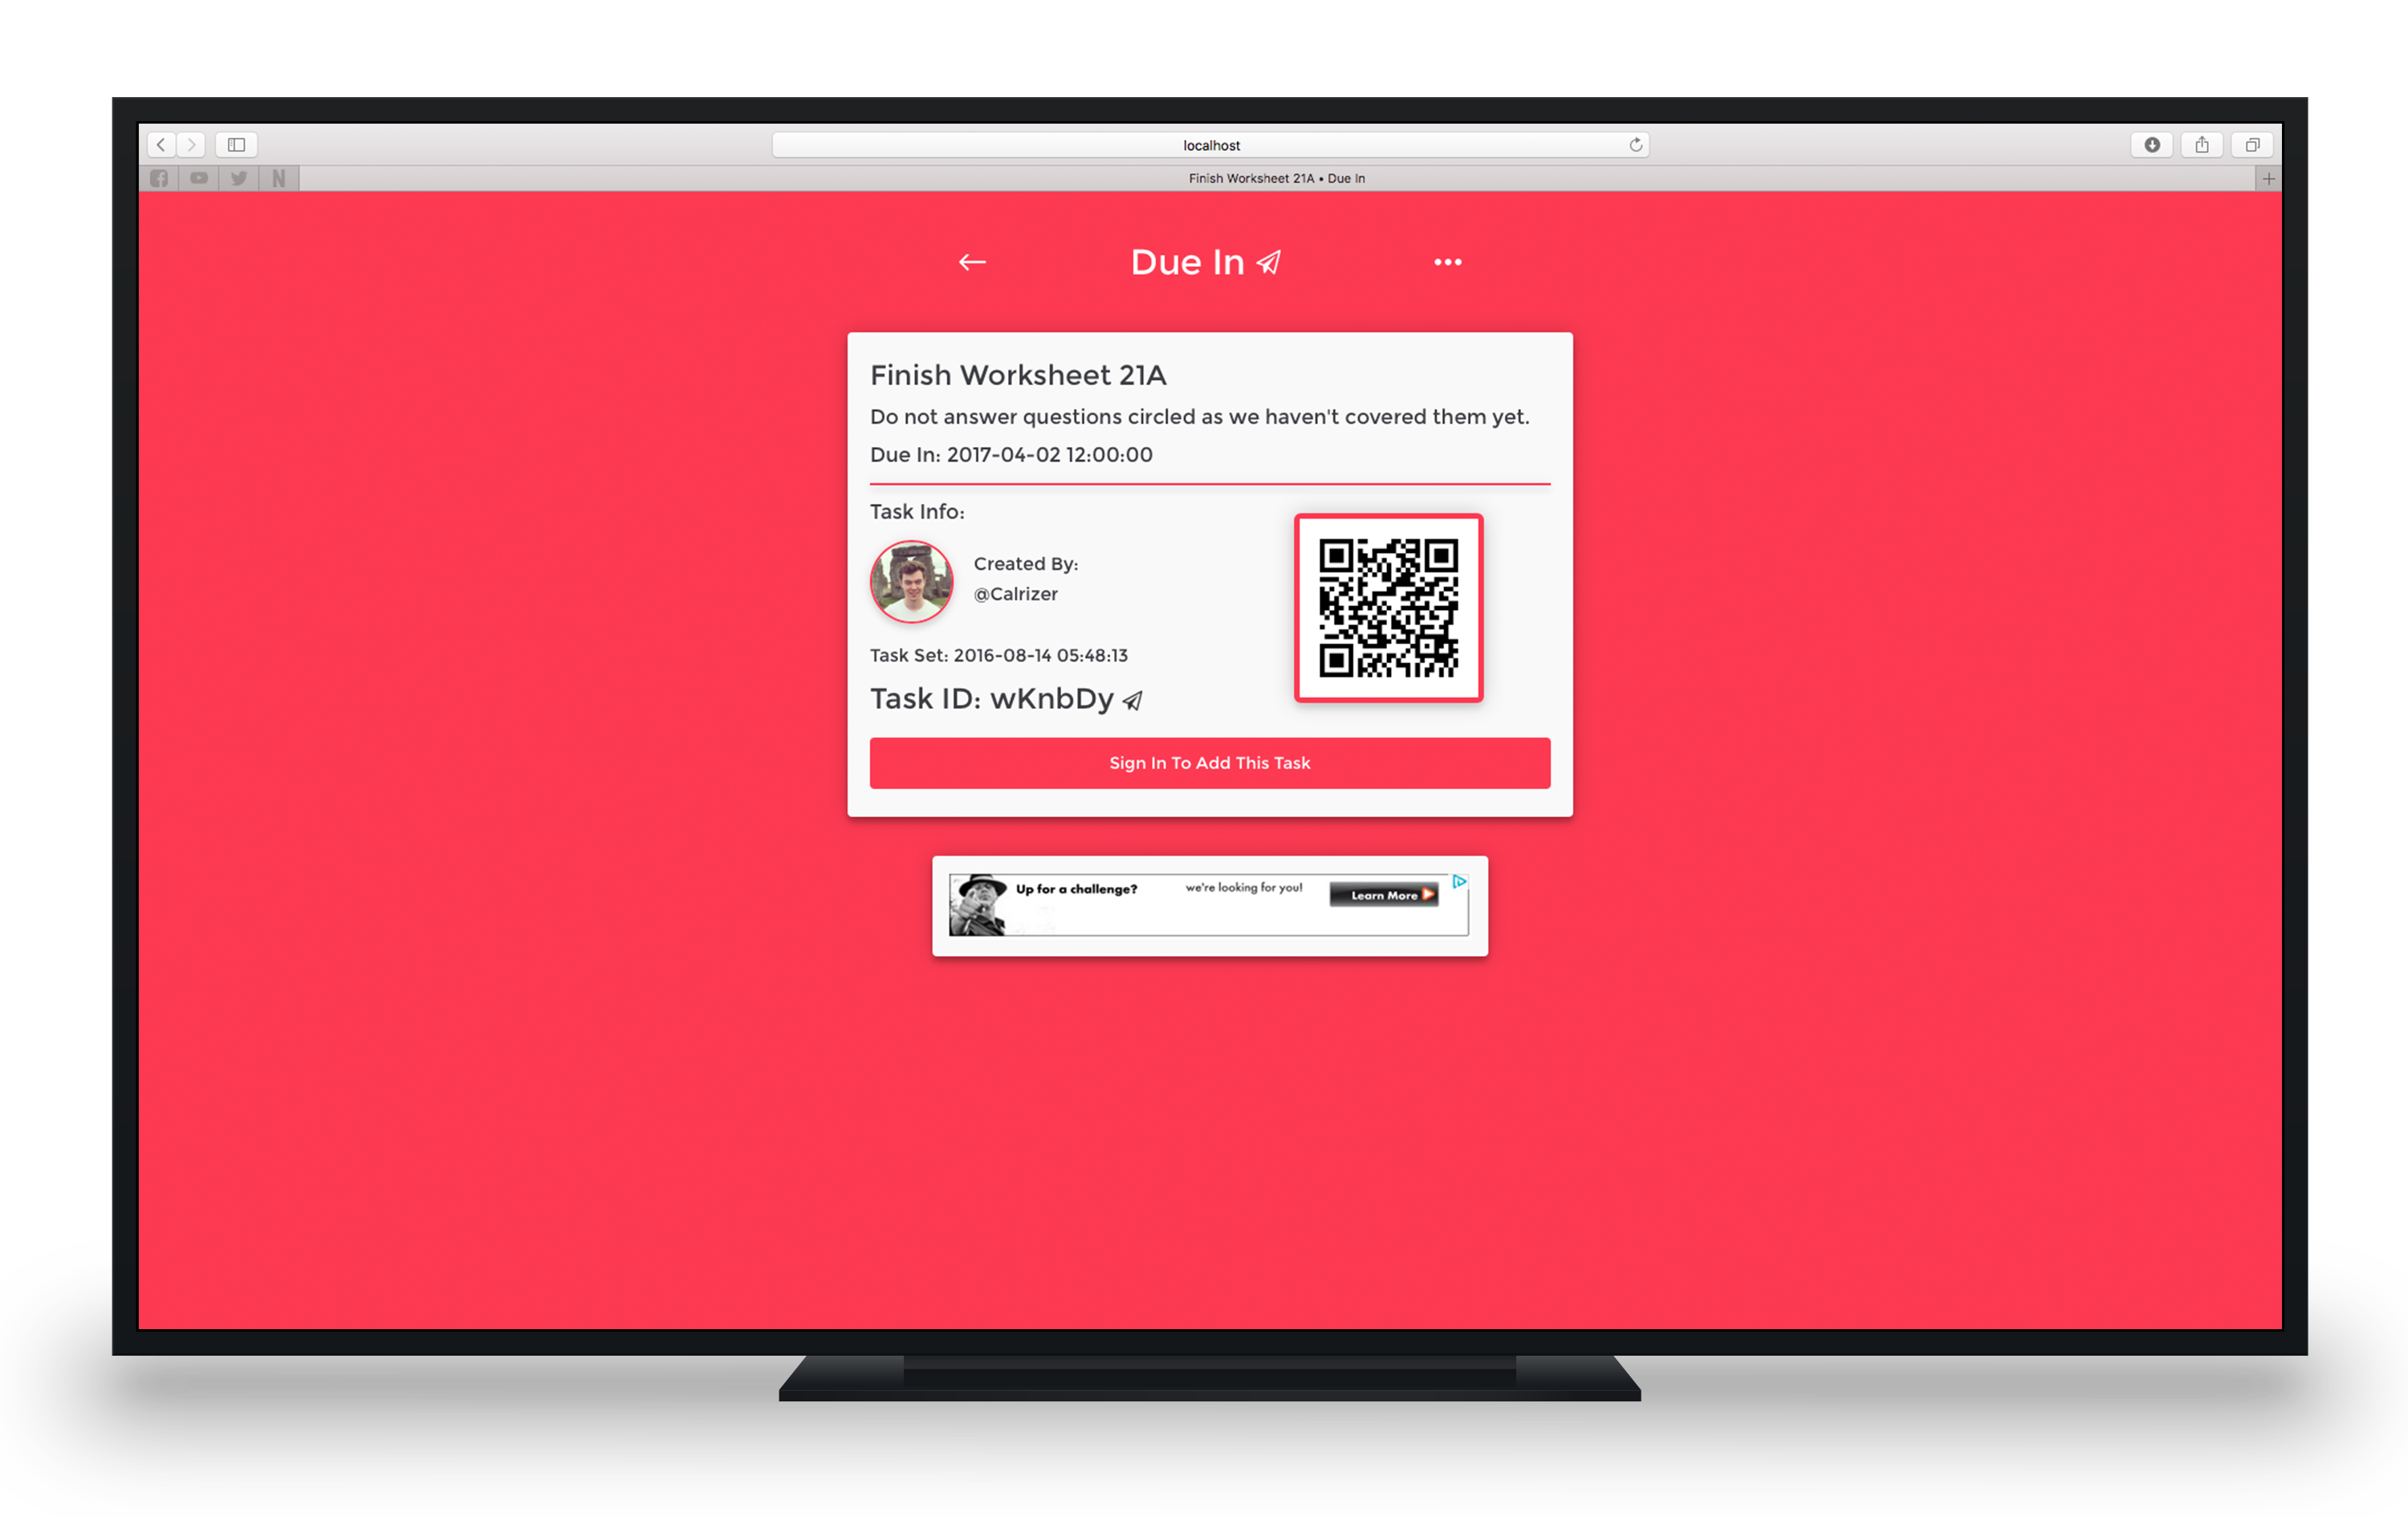 localhost
Finish Worksheet 21A • Due In
Due In
Finish Worksheet 21A
Do not answer questions circled as we haven't covered them yet.
Due In: 2017-04-02 12:00:00
Task Info:
Created By:
@Calrizer
Task Set: 2016-08-14 05:48:13
Task ID: wKnbDy
Sign In To Add This Task
Up for a challenge? we're looking for you! Learn More